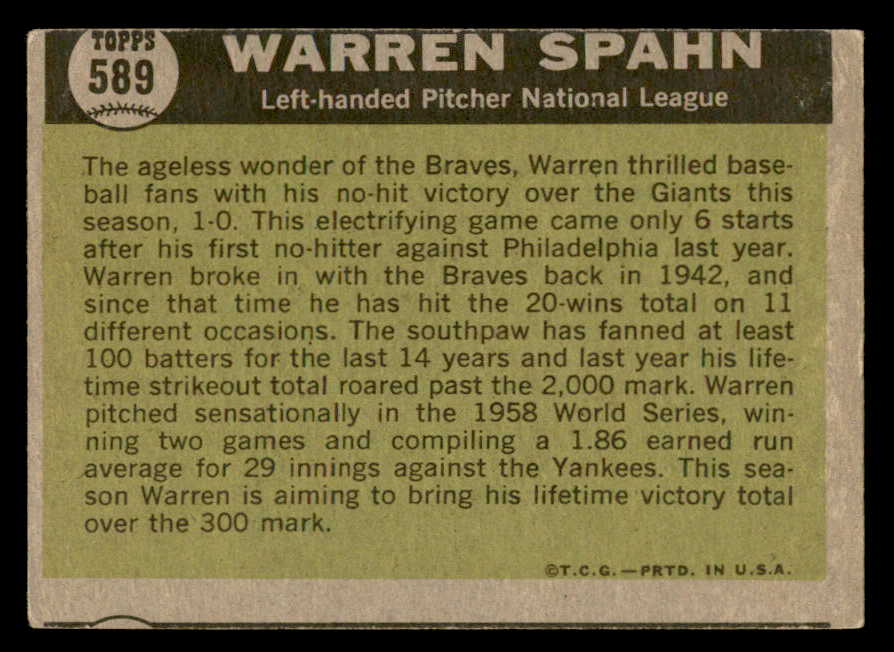 TOPPS
589
WARREN SPAHN
Left-handed Pitcher National League
The ageless wonder of the Braves, Warren thrilled base-
ball fans with his no-hit victory over the Giants this
season, 1-0. This electrifying game came only 6 starts
after his first no-hitter against Philadelphia last year.
Warren broke in with the Braves back in 1942, and
since that time he has hit the 20-wins total on 11
different occasions. The southpaw has fanned at least
100 batters for the last 14 years and last year his life-
time strikeout total roared past the 2,000 mark. Warren
pitched sensationally in the 1958 World Series, win-
ning two games and compiling a 1.86 earned run
average for 29 innings against the Yankees. This sea-
son Warren is aiming to bring his lifetime victory total
over the 300 mark.
©T.C.G.—PRTD. IN U.S.A.